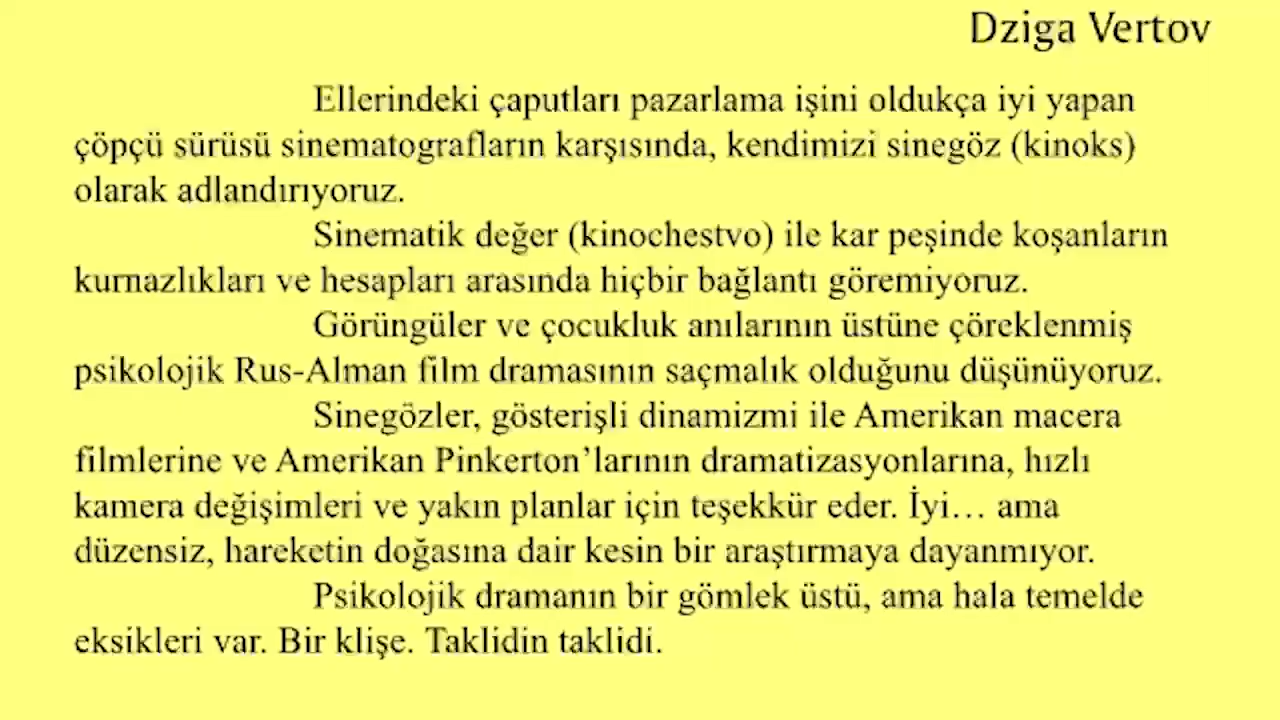 Dziga Vertov
Ellerindeki çaputları pazarlama işini oldukça iyi yapan
çöpçü sürüsü sinematografların karşısında, kendimizi sinegöz (kinoks)
olarak adlandırıyoruz.
Sinematik değer (kinochestvo) ile kar peşinde koşanların
kurnazlıkları ve hesapları arasında hiçbir bağlantı göremiyoruz.
Görüngüler ve çocukluk anılarının üstüne çöreklenmiş
psikolojik Rus-Alman film dramasının saçmalık olduğunu düşünüyoruz.
Sinegözler, gösterişli dinamizmi ile Amerikan macera
filmlerine ve Amerikan Pinkerton’larının dramatizasyonlarına, hızlı
kamera değişimleri ve yakın planlar için teşekkür eder. İyi… ama
düzensiz, hareketin doğasına dair kesin bir araştırmaya dayanmıyor.
Psikolojik dramanın bir gömlek üstü, ama hala temelde
eksikleri var. Bir klişe. Taklidin taklidi.